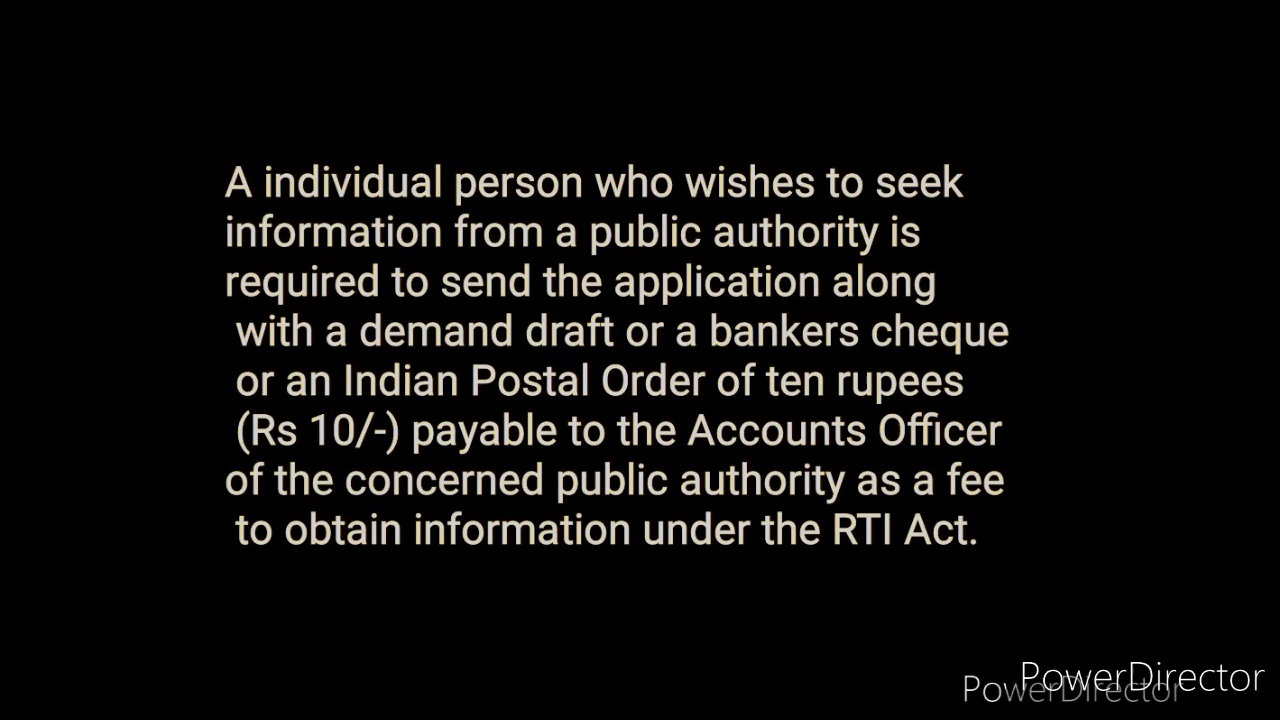 A individual person who wishes to seek
information from a public authority is
required to send the application along
with a demand draft or a bankers cheque
or an Indian Postal Order of ten rupees
(Rs 10/-) payable to the Accounts Officer
of the concerned public authority as a fee
to obtain information under the RTI Act.
PowerDirector
PowerDirector